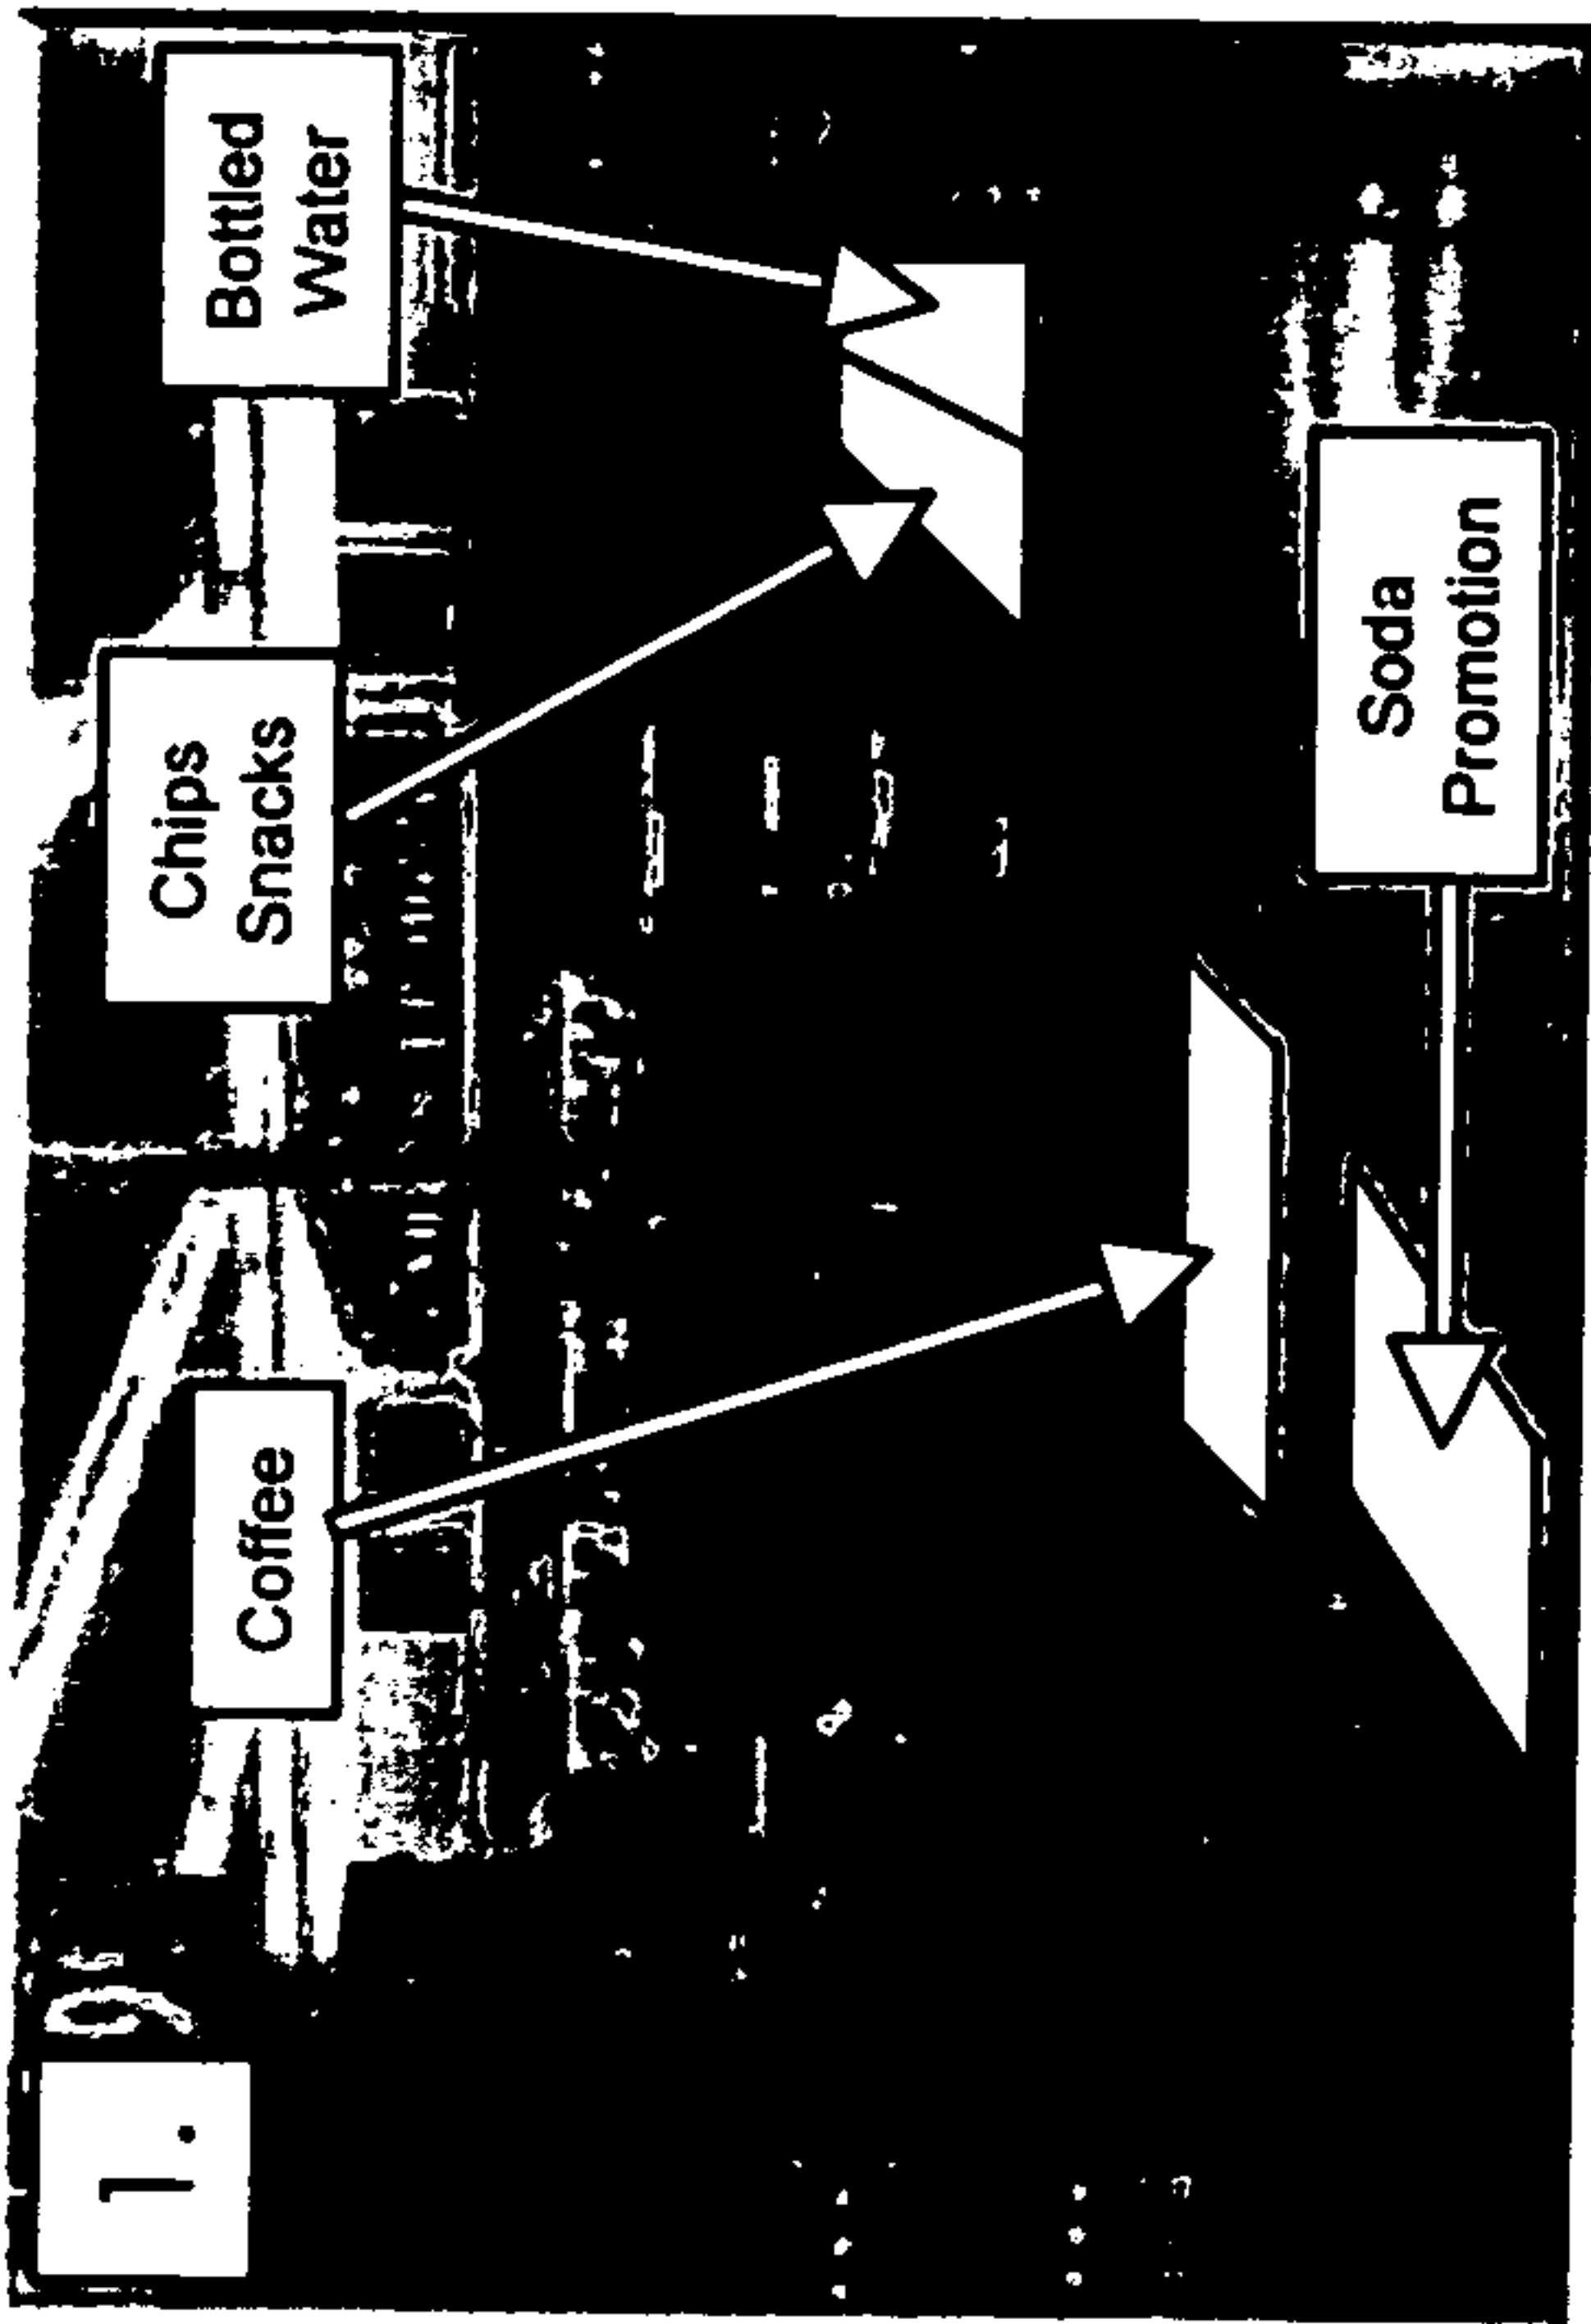 1.
Coffee
Chips
Snacks
Bottled
Water
Soda
Promotion